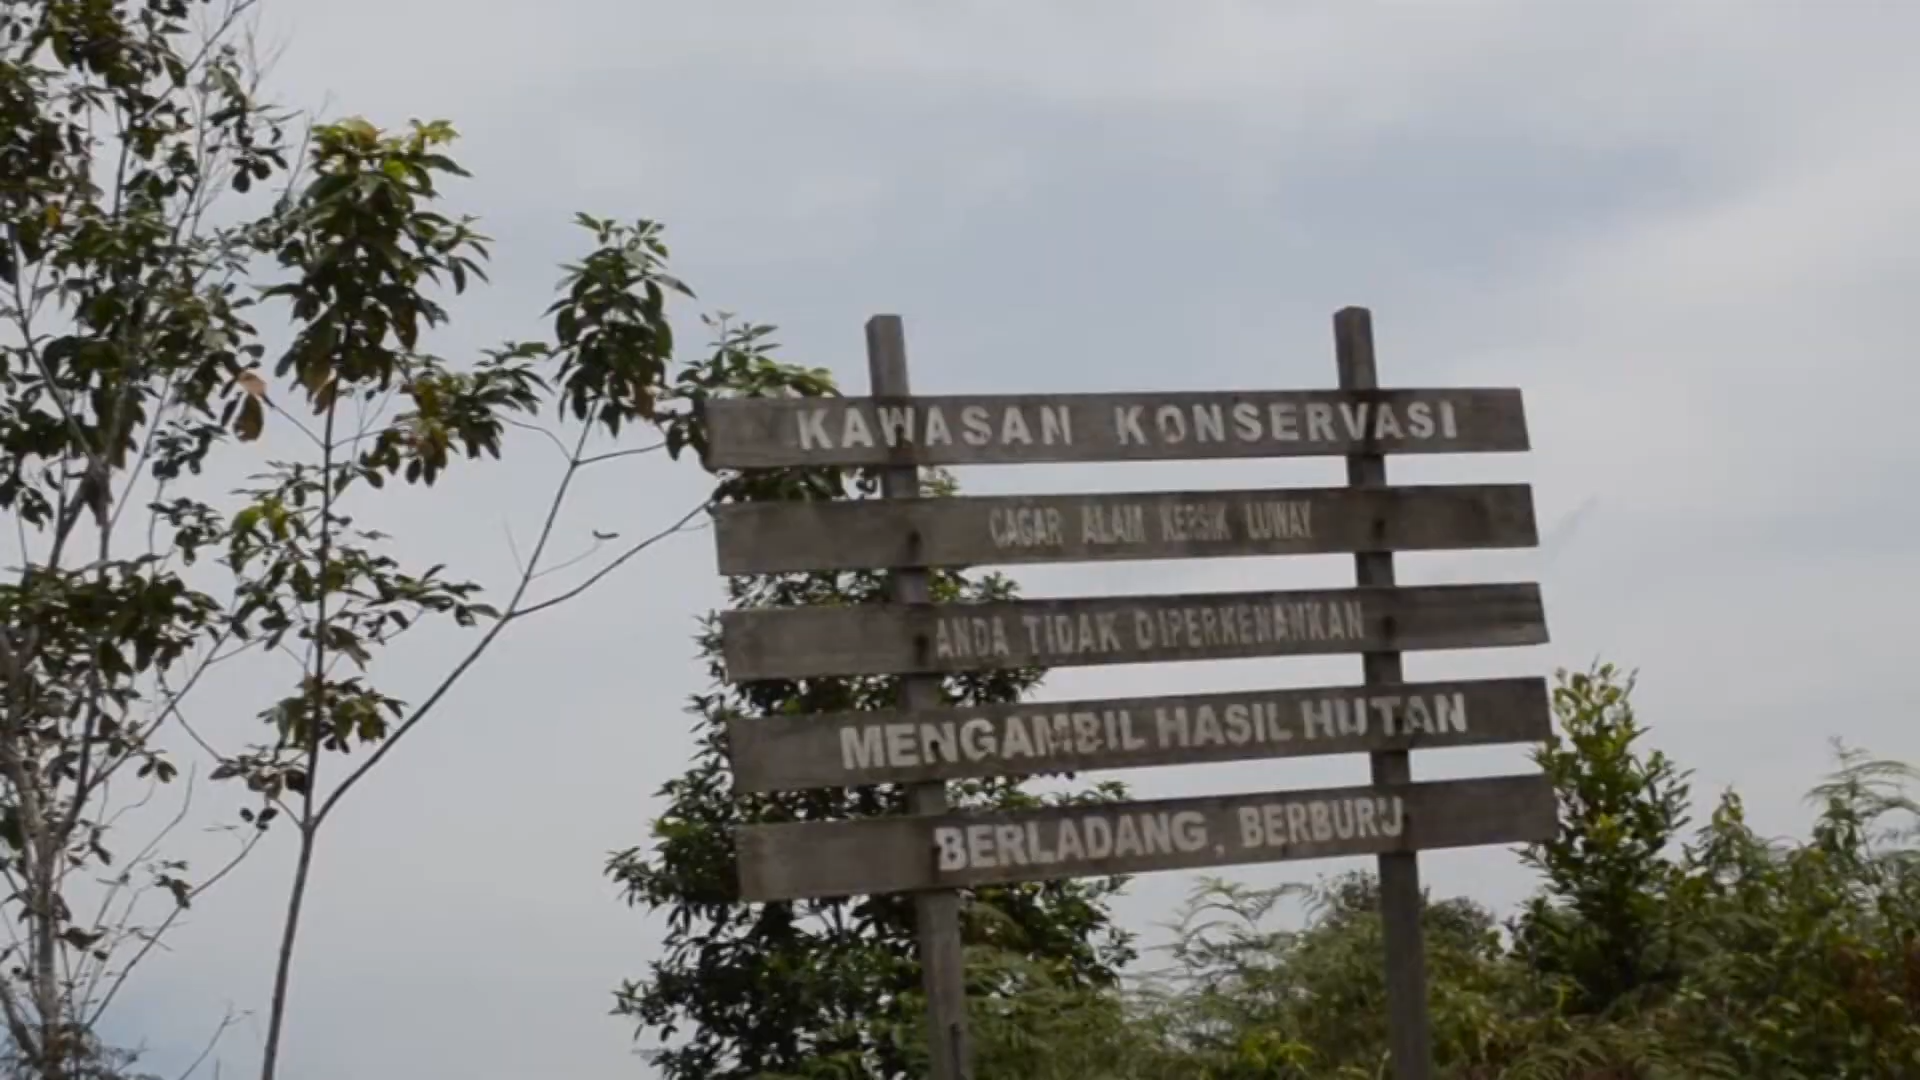 KAWASAN KONSERVASI
CAGAR ALAM KERSIK LUWAY
ANDA TIDAK DIPERKENANKAN
MENGAMBIL HASIL HUTAN
BERLADANG, BERBURU